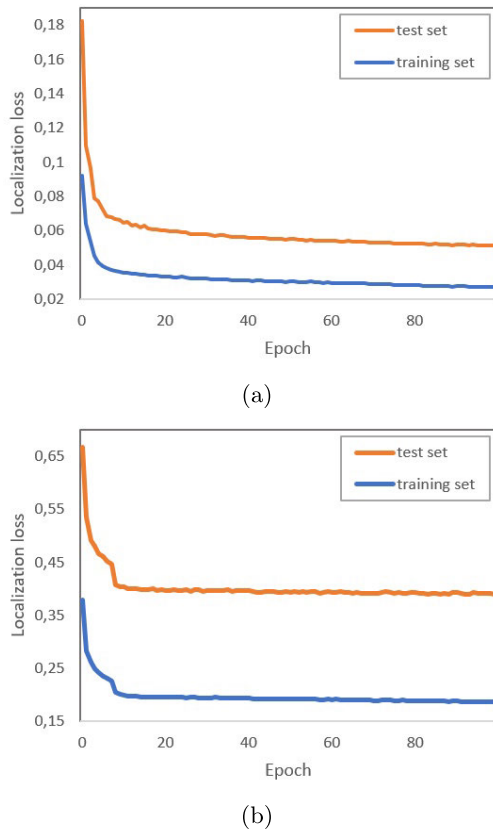 0,18
0,16
0,14
0,12
0,1
0,08
0,06
0,04
0,02
Localization loss
test set
training set
0 20 40 60 80
Epoch
(a)
0,65
0,55
0,45
0,35
0,25
0,15
Localization loss
test set
training set
0 20 40 60 80
Epoch
(b)